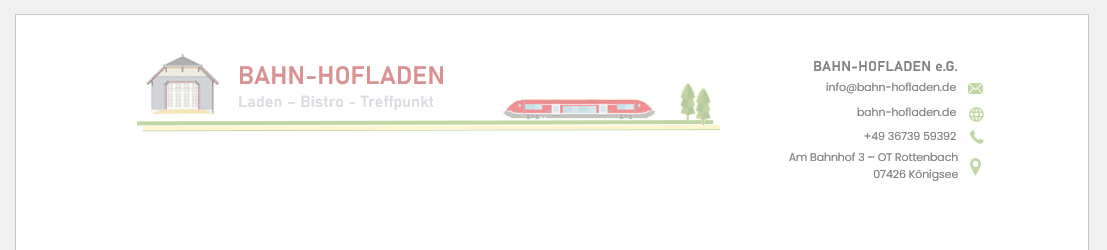 BAHN-HOFLADEN
Laden – Bistro - Treffpunkt
BAHN-HOFLADEN e.G.
info@bahn-hofladen.de
bahn-hofladen.de
+49 36739 59392
Am Bahnhof 3 – OT Rottenbach
07426 Königsee